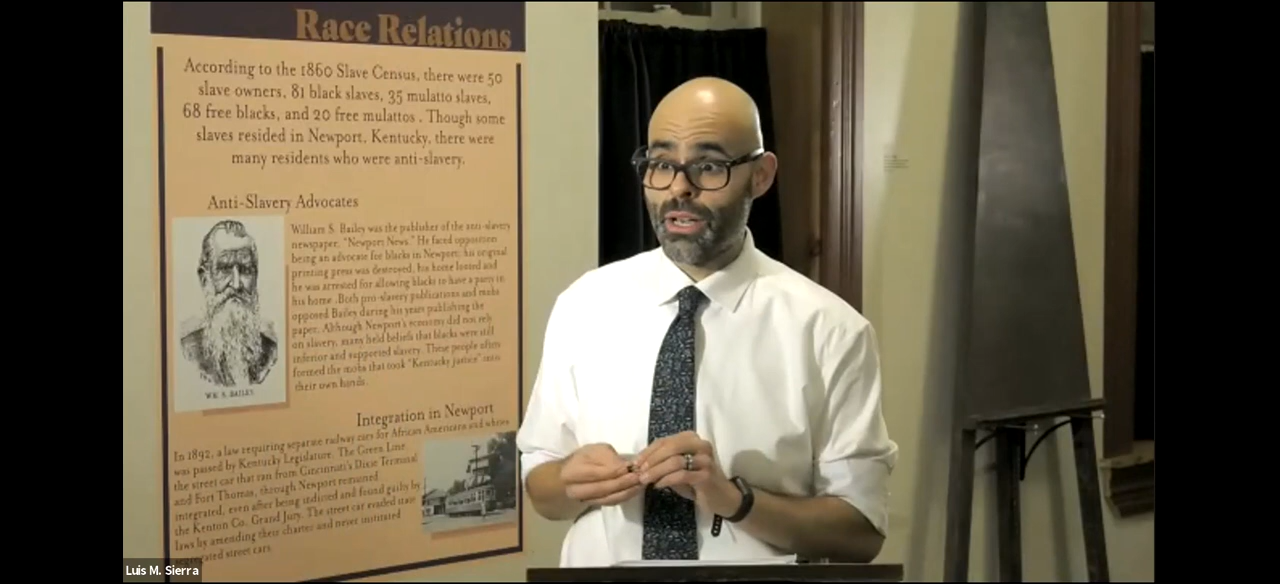 Race Relations
According to the 1860 Slave Census, there were 50
slave owners, 81 black slaves, 35 mulatto slaves,
68 free blacks, and 20 free mulattos . Though some
slaves resided in Newport, Kentucky, there were
many residents who were anti-slavery.
Anti-Slavery Advocates
William S. Bailey was the publisher of the anti-slavery
newspaper, "Newport News." He faced opposition
being an advocate for blacks in Newport; his original
printing press was destroyed, his home looted and
he was arrested for allowing blacks to have a party in
his home .Both pro-slavery publications and mobs
opposed Bailey during his years publishing the
paper. Although Newport's economy did not rely
on slavery, many held beliefs that blacks were still
inferior and supported slavery. These people often
formed the mobs that took "Kentucky justice" into
their own hands.
WM. S. BAILEY.
Integration in Newport
In 1892, a law requiring separate railway cars for African Americans and whites
was passed by Kentucky Legislature. The Green Line
the street car that ran from Cincinnati's Dixie Terminal
and Fort Thomas, through Newport remained
integrated, even after being indicted and found guilty by
the Kenton Co. Grand Jury. The street car evaded state
laws by amending their charter and never instituted
street cars.
Luis M. Sierra